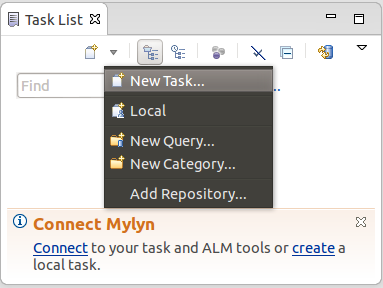 Task List
Find
New Task...
Local
New Query...
New Category...
Add Repository...
Connect Mylyn
Connect to your task and ALM tools or create a
local task.